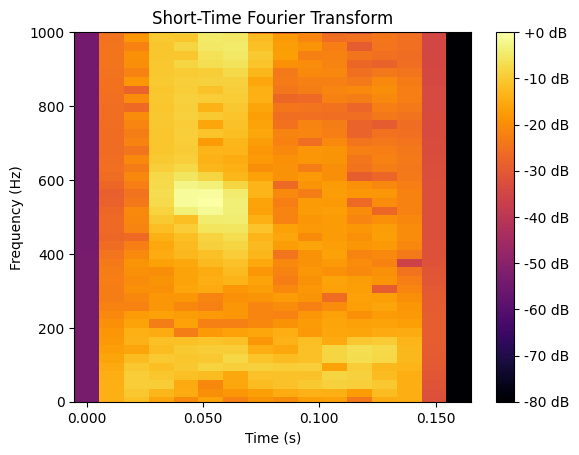 Short-Time Fourier Transform
Frequency (Hz)
1000
800
600
400
200
0
0.000
0.050
0.100
0.150
Time (s)
+0 dB
-10 dB
-20 dB
-30 dB
-40 dB
-50 dB
-60 dB
-70 dB
-80 dB